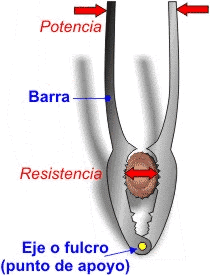 Potencia
Barra
Resistencia
Eje o fulcro
(punto de apoyo)